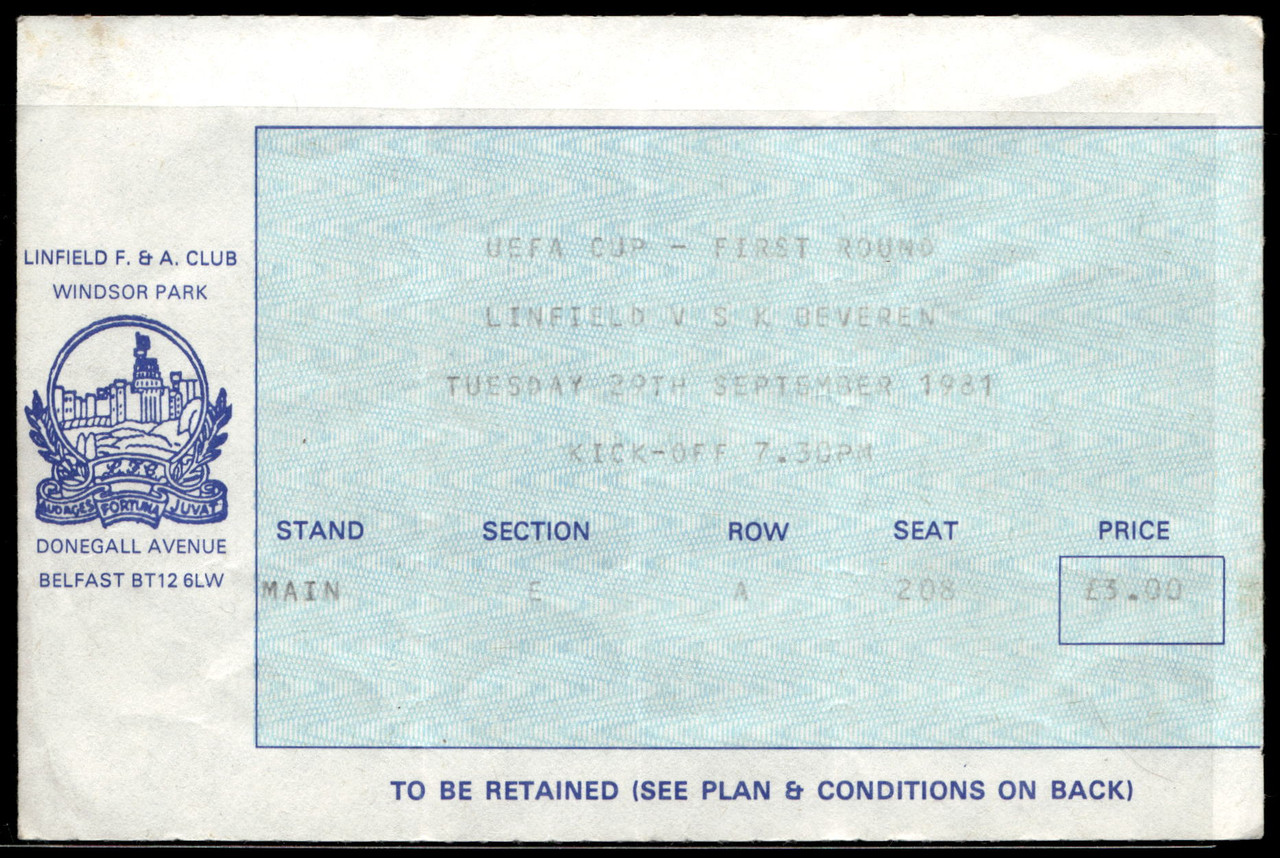 LINFIELD F. & A. CLUB
WINDSOR PARK
L.F.C.
AUDACES FORTUNA JUVAT
DONEGALL AVENUE
BELFAST BT12 6LW
UEFA CUP - FIRST ROUND
LINFIELD V S K BEVEREN
TUESDAY 29TH SEPTEMBER 1981
KICK-OFF 7.30PM
STAND SECTION ROW SEAT PRICE
MAIN E A 208 £3.00
TO BE RETAINED (SEE PLAN & CONDITIONS ON BACK)